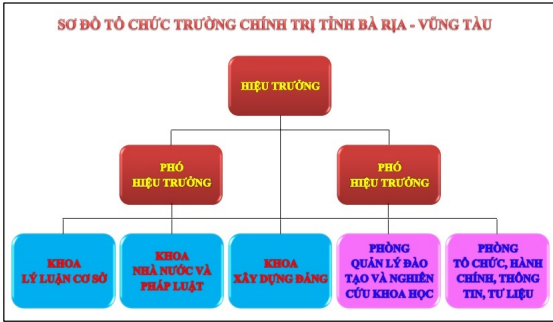 SƠ ĐỒ TỔ CHỨC TRƯỜNG CHÍNH TRỊ TỈNH BÀ RỊA - VŨNG TÀU
HIỆU TRƯỞNG
PHÓ
HIỆU TRƯỞNG
PHÓ
HIỆU TRƯỞNG
KHOA
LÝ LUẬN CƠ SỞ
KHOA
NHÀ NƯỚC VÀ
PHÁP LUẬT
KHOA
XÂY DỰNG ĐẢNG
PHÒNG
QUẢN LÝ ĐÀO
TẠO VÀ NGHIÊN
CỨU KHOA HỌC
PHÒNG
TỔ CHỨC, HÀNH
CHÍNH, THÔNG
TIN, TƯ LIỆU